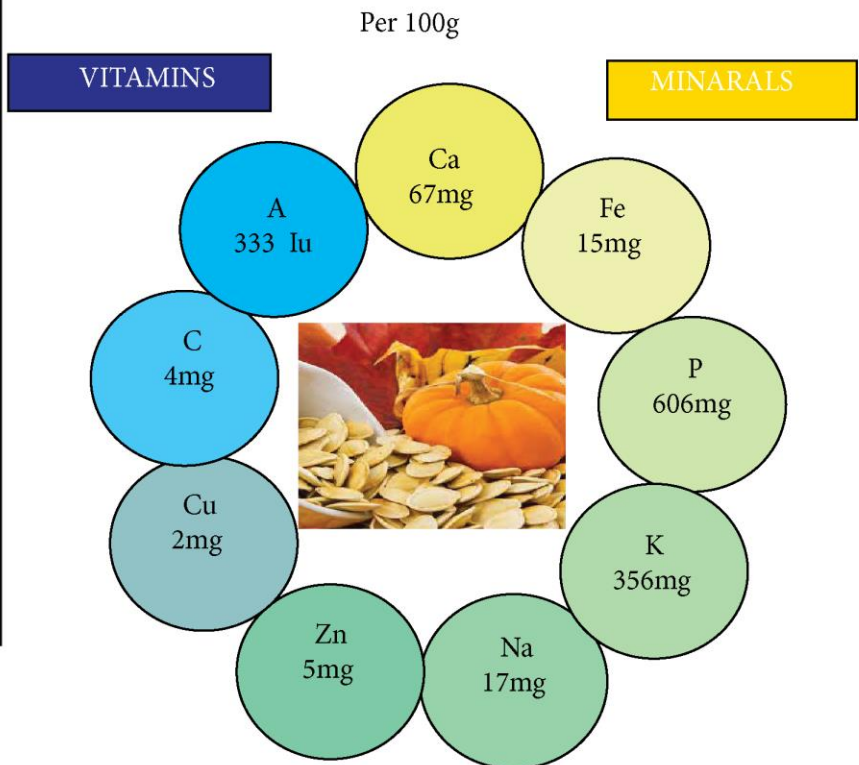 Per 100g
VITAMINS
MINARALS
Ca
67mg
A
333 Iu
Fe
15mg
C
4mg
P
606mg
Cu
2mg
K
356mg
Zn
5mg
Na
17mg